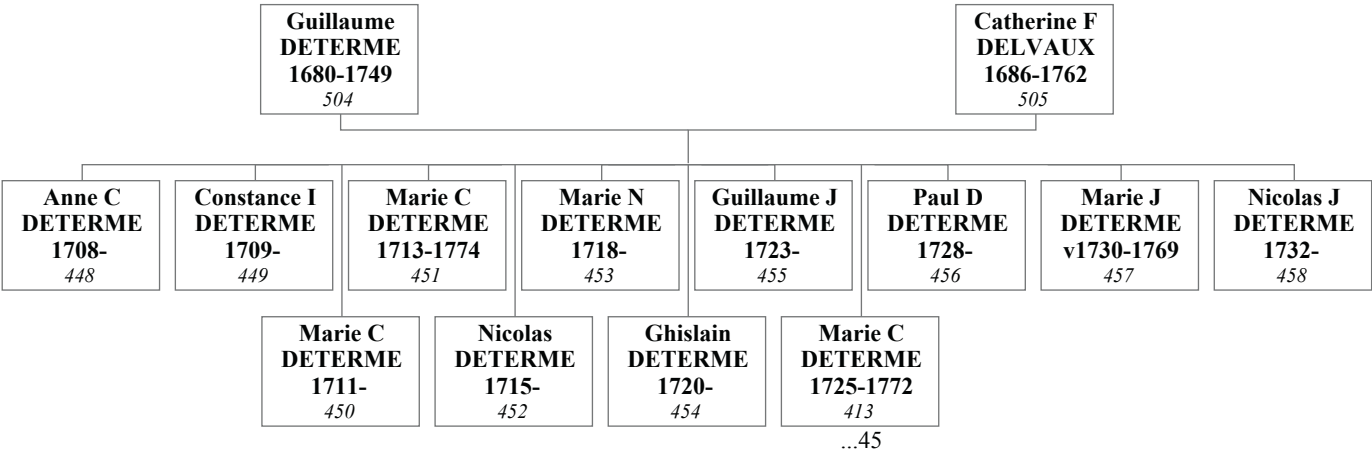 Guillaume
DETERME
1680-1749
504
Catherine F
DELVAUX
1686-1762
505
Anne C
DETERME
1708-
448
Constance I
DETERME
1709-
449
Marie C
DETERME
1713-1774
451
Marie N
DETERME
1718-
453
Guillaume J
DETERME
1723-
455
Paul D
DETERME
1728-
456
Marie J
DETERME
v1730-1769
457
Nicolas J
DETERME
1732-
458
Marie C
DETERME
1711-
450
Nicolas
DETERME
1715-
452
Ghislain
DETERME
1720-
454
Marie C
DETERME
1725-1772
413
...45